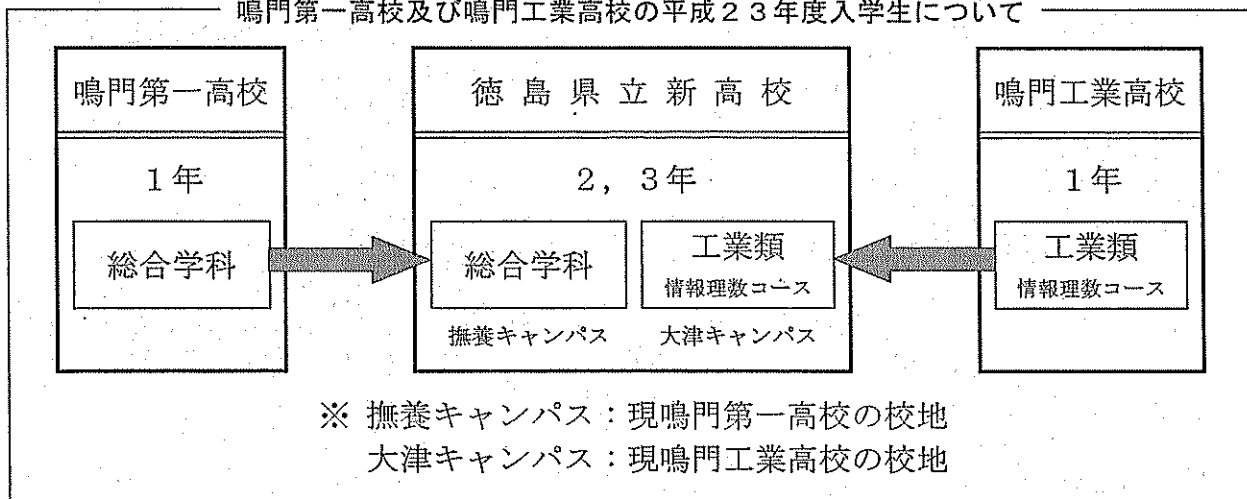 鳴門第一高校及び鳴門工業高校の平成２３年度入学生について
鳴門第一高校
１年
総合学科
徳島県立新高校
２，３年
総合学科
撫養キャンパス
工業類
情報理数コース
大津キャンパス
鳴門工業高校
１年
工業類
情報理数コース
※ 撫養キャンパス：現鳴門第一高校の校地
大津キャンパス：現鳴門工業高校の校地